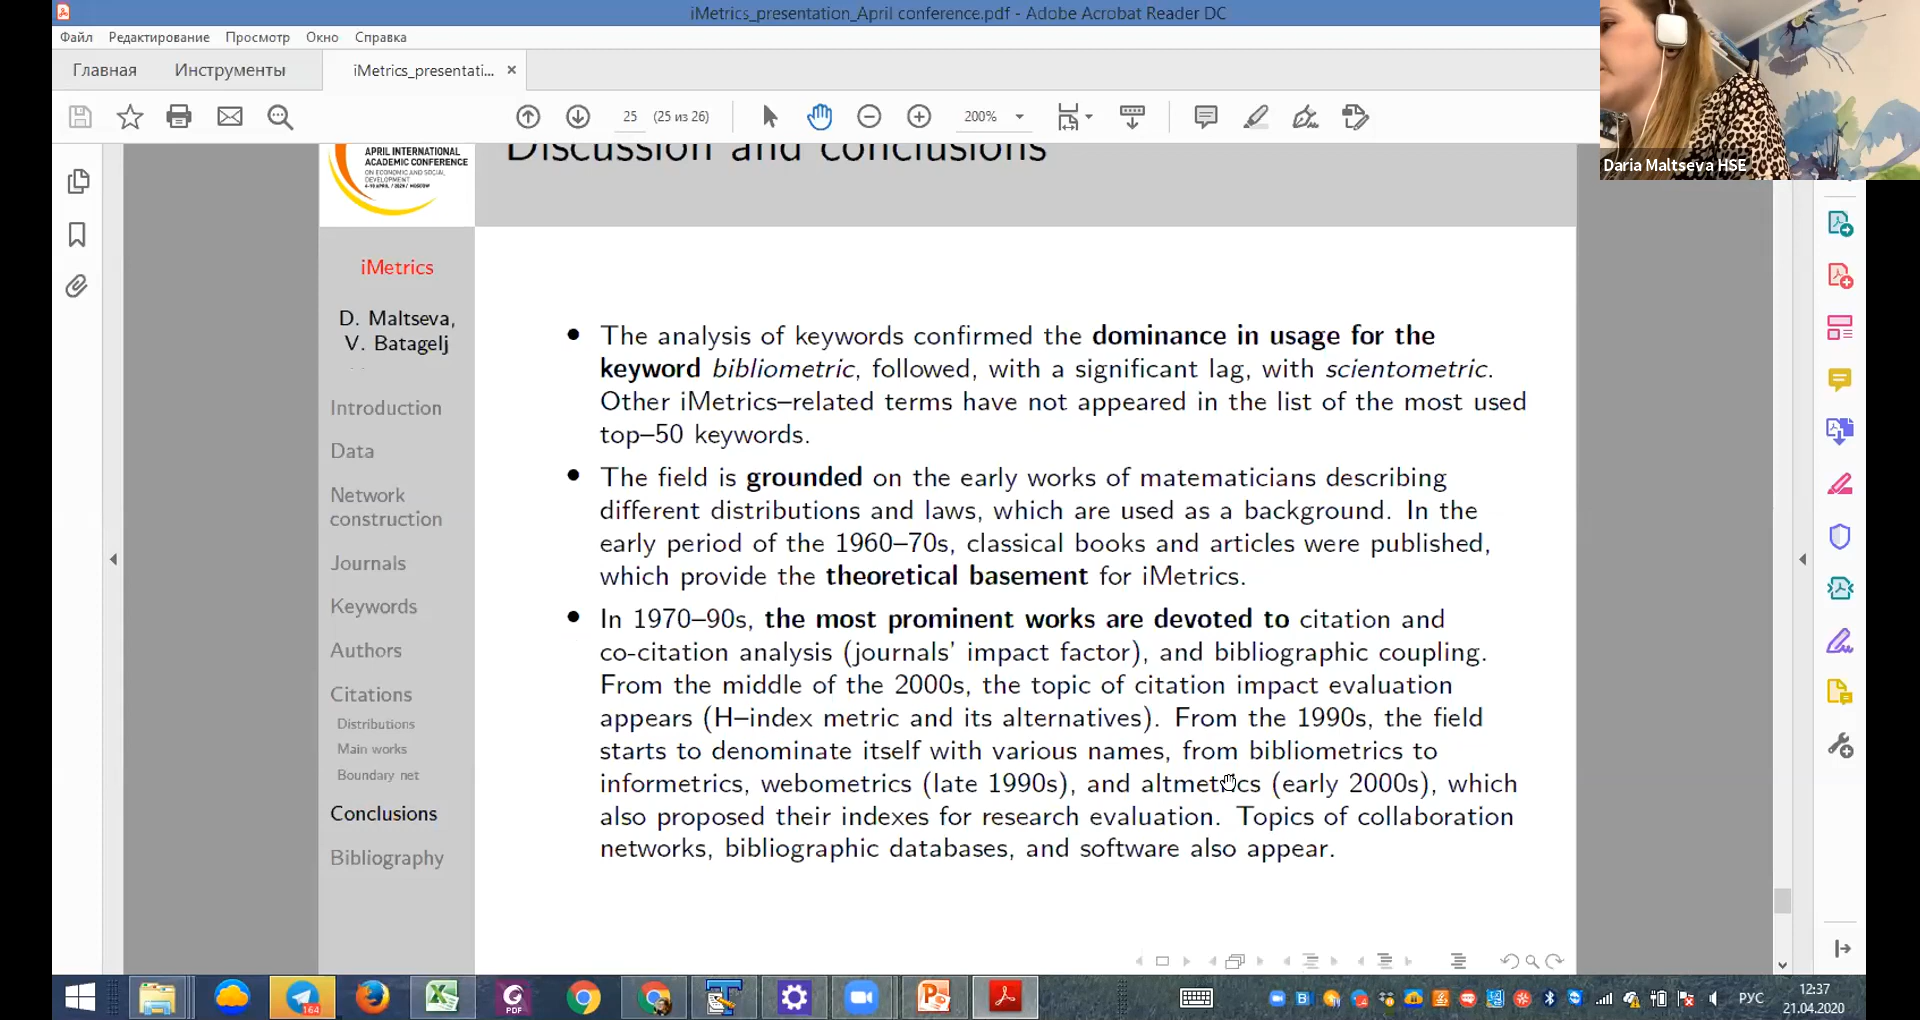 iMetrics_presentation_April conference.pdf - Adobe Acrobat Reader DC
Файл Редактирование Просмотр Окно Справка
Главная Инструменты iMetrics_presentati... ×
25 (25 из 26) 200%
Daria Maltseva HSE
APRIL INTERNATIONAL
ACADEMIC CONFERENCE
ON ECONOMIC AND SOCIAL
DEVELOPMENT
Discussion and conclusions
iMetrics
D. Maltseva,
V. Batagelj
Introduction
Data
Network
construction
Journals
Keywords
Authors
Citations
Distributions
Main works
Boundary net
Conclusions
Bibliography
• The analysis of keywords confirmed the dominance in usage for the
keyword bibliometric, followed, with a significant lag, with scientometric.
Other iMetrics–related terms have not appeared in the list of the most used
top–50 keywords.
• The field is grounded on the early works of matematicians describing
different distributions and laws, which are used as a background. In the
early period of the 1960–70s, classical books and articles were published,
which provide the theoretical basement for iMetrics.
• In 1970–90s, the most prominent works are devoted to citation and
co-citation analysis (journals' impact factor), and bibliographic coupling.
From the middle of the 2000s, the topic of citation impact evaluation
appears (H–index metric and its alternatives). From the 1990s, the field
starts to denominate itself with various names, from bibliometrics to
informetrics, webometrics (late 1990s), and altmetrics (early 2000s), which
also proposed their indexes for research evaluation. Topics of collaboration
networks, bibliographic databases, and software also appear.
164
PDF
РУС
12:37
21.04.2020